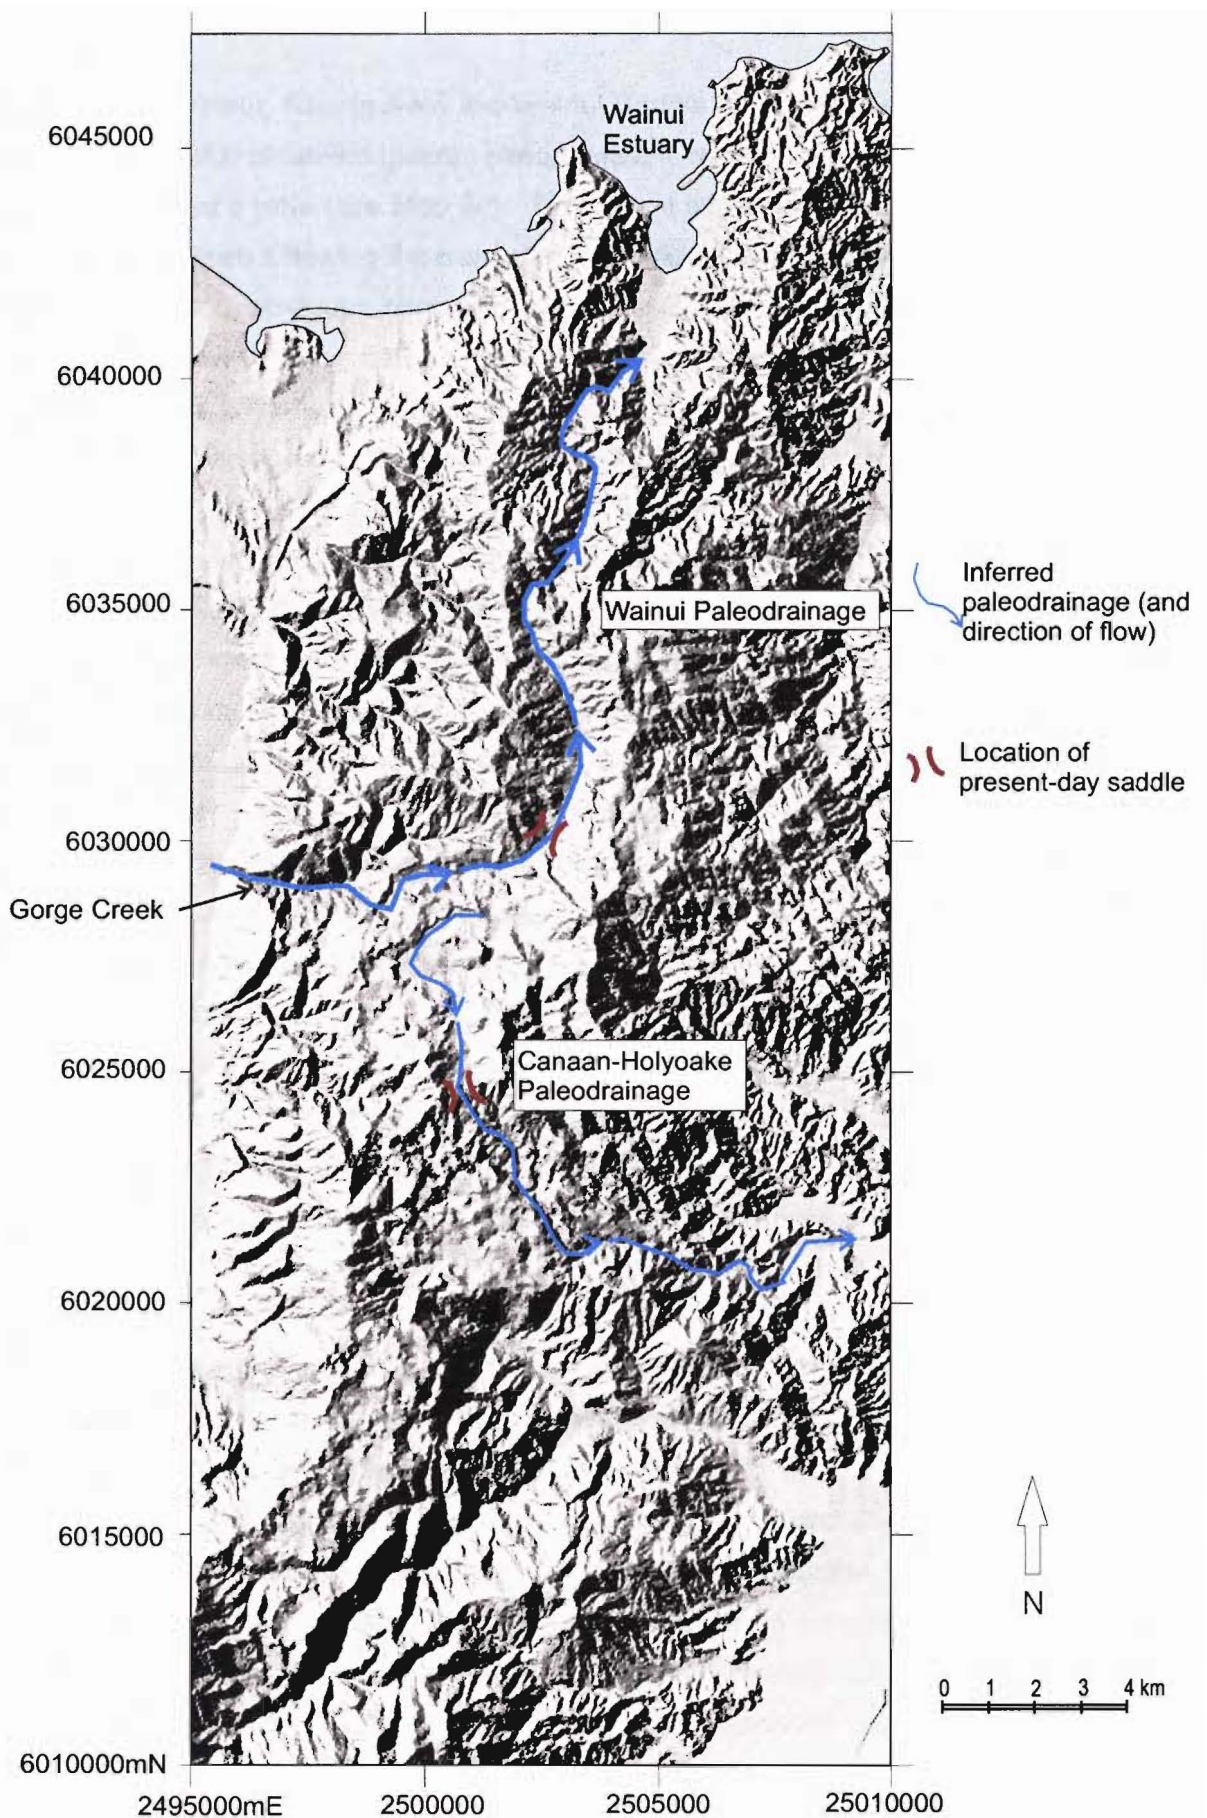 Wainui
Estuary
6045000
6040000
6035000
6030000
6025000
6020000
6015000
6010000mN
2495000mE
2500000
2505000
25010000
Gorge Creek
Wainui Paleodrainage
Canaan-Holyoake
Paleodrainage
Inferred
paleodrainage (and
direction of flow)
Location of
present-day saddle
N
0 1 2 3 4 km